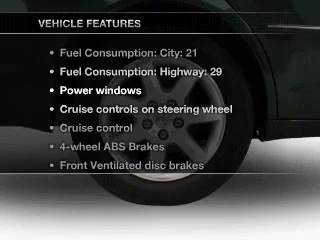 VEHICLE FEATURES
• Fuel Consumption: City: 21
• Fuel Consumption: Highway: 29
• Power windows
• Cruise controls on steering wheel
• Cruise control
• 4-wheel ABS Brakes
• Front Ventilated disc brakes